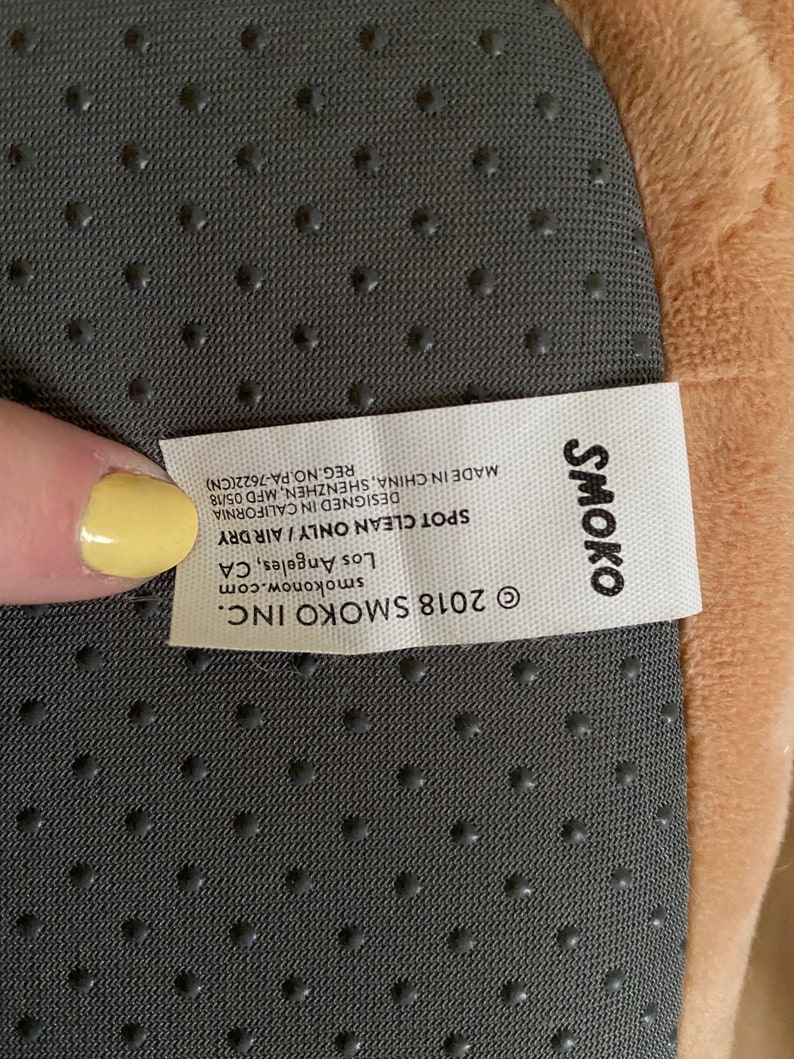 SMOKO
© 2018 SMOKO INC.
smokonow.com
Los Angeles, CA
SPOT CLEAN ONLY / AIR DRY
DESIGNED IN CALIFORNIA
MADE IN CHINA, SHENZHEN, MFD 05/18
REG.NO.PA-7622(CN)